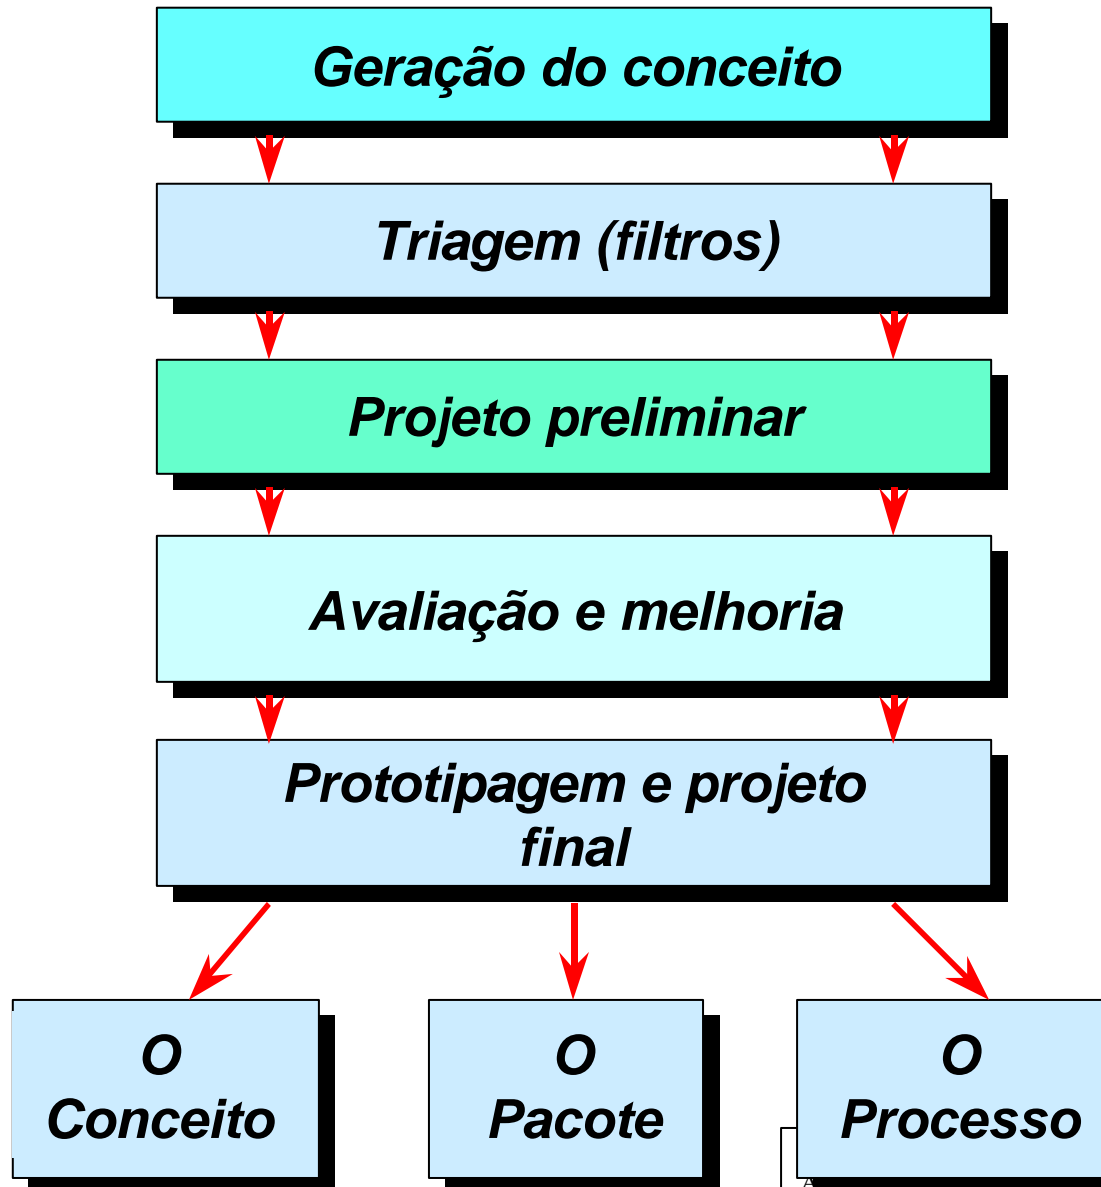 Geração do conceito
Triagem (filtros)
Projeto preliminar
Avaliação e melhoria
Prototipagem e projeto
final
O
Conceito
O
Pacote
O
Processo